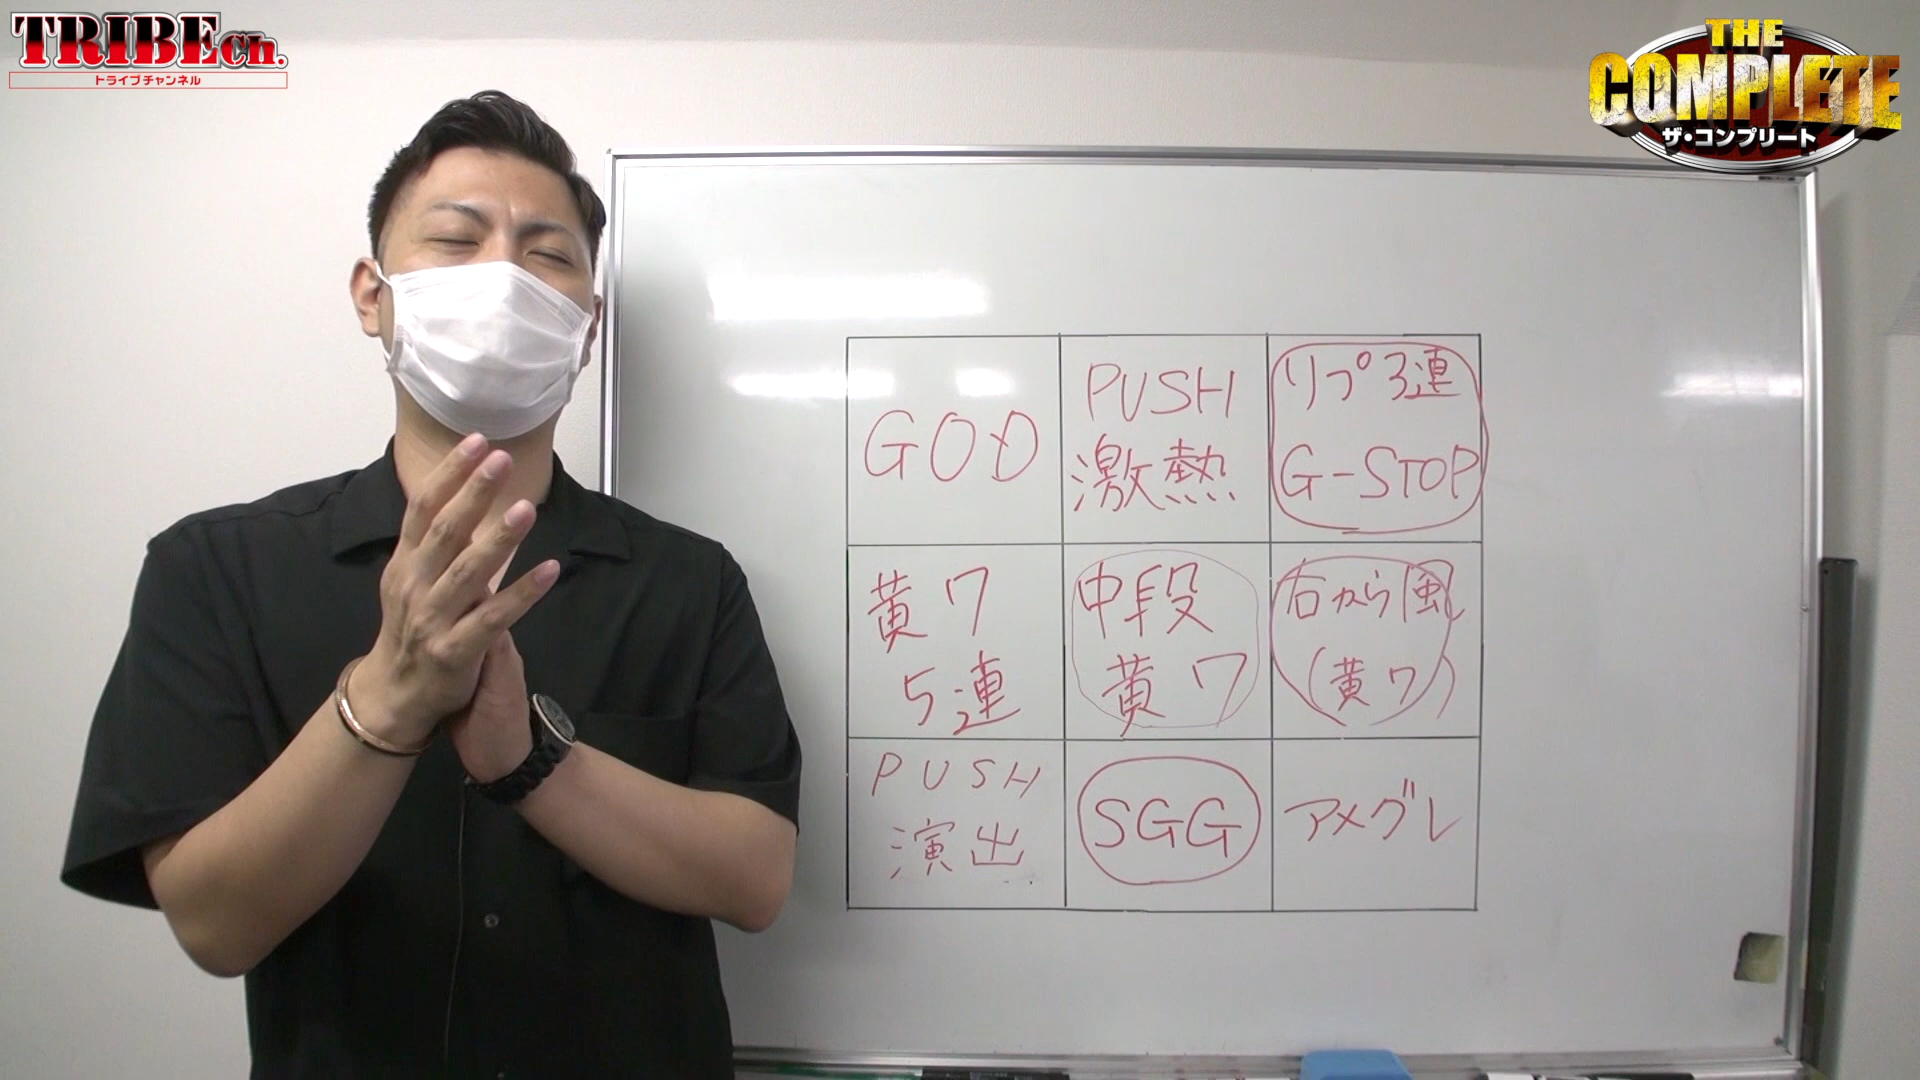 TRIBE Ch.
トライブチャンネル
THE
COMPLETE
ザ・コンプリート
GOD
PUSH
激熱
リプ3連
G-STOP
黄7
5連
中段
黄7
右から風
(黄7)
PUSH
演出
SGG
アメグレ